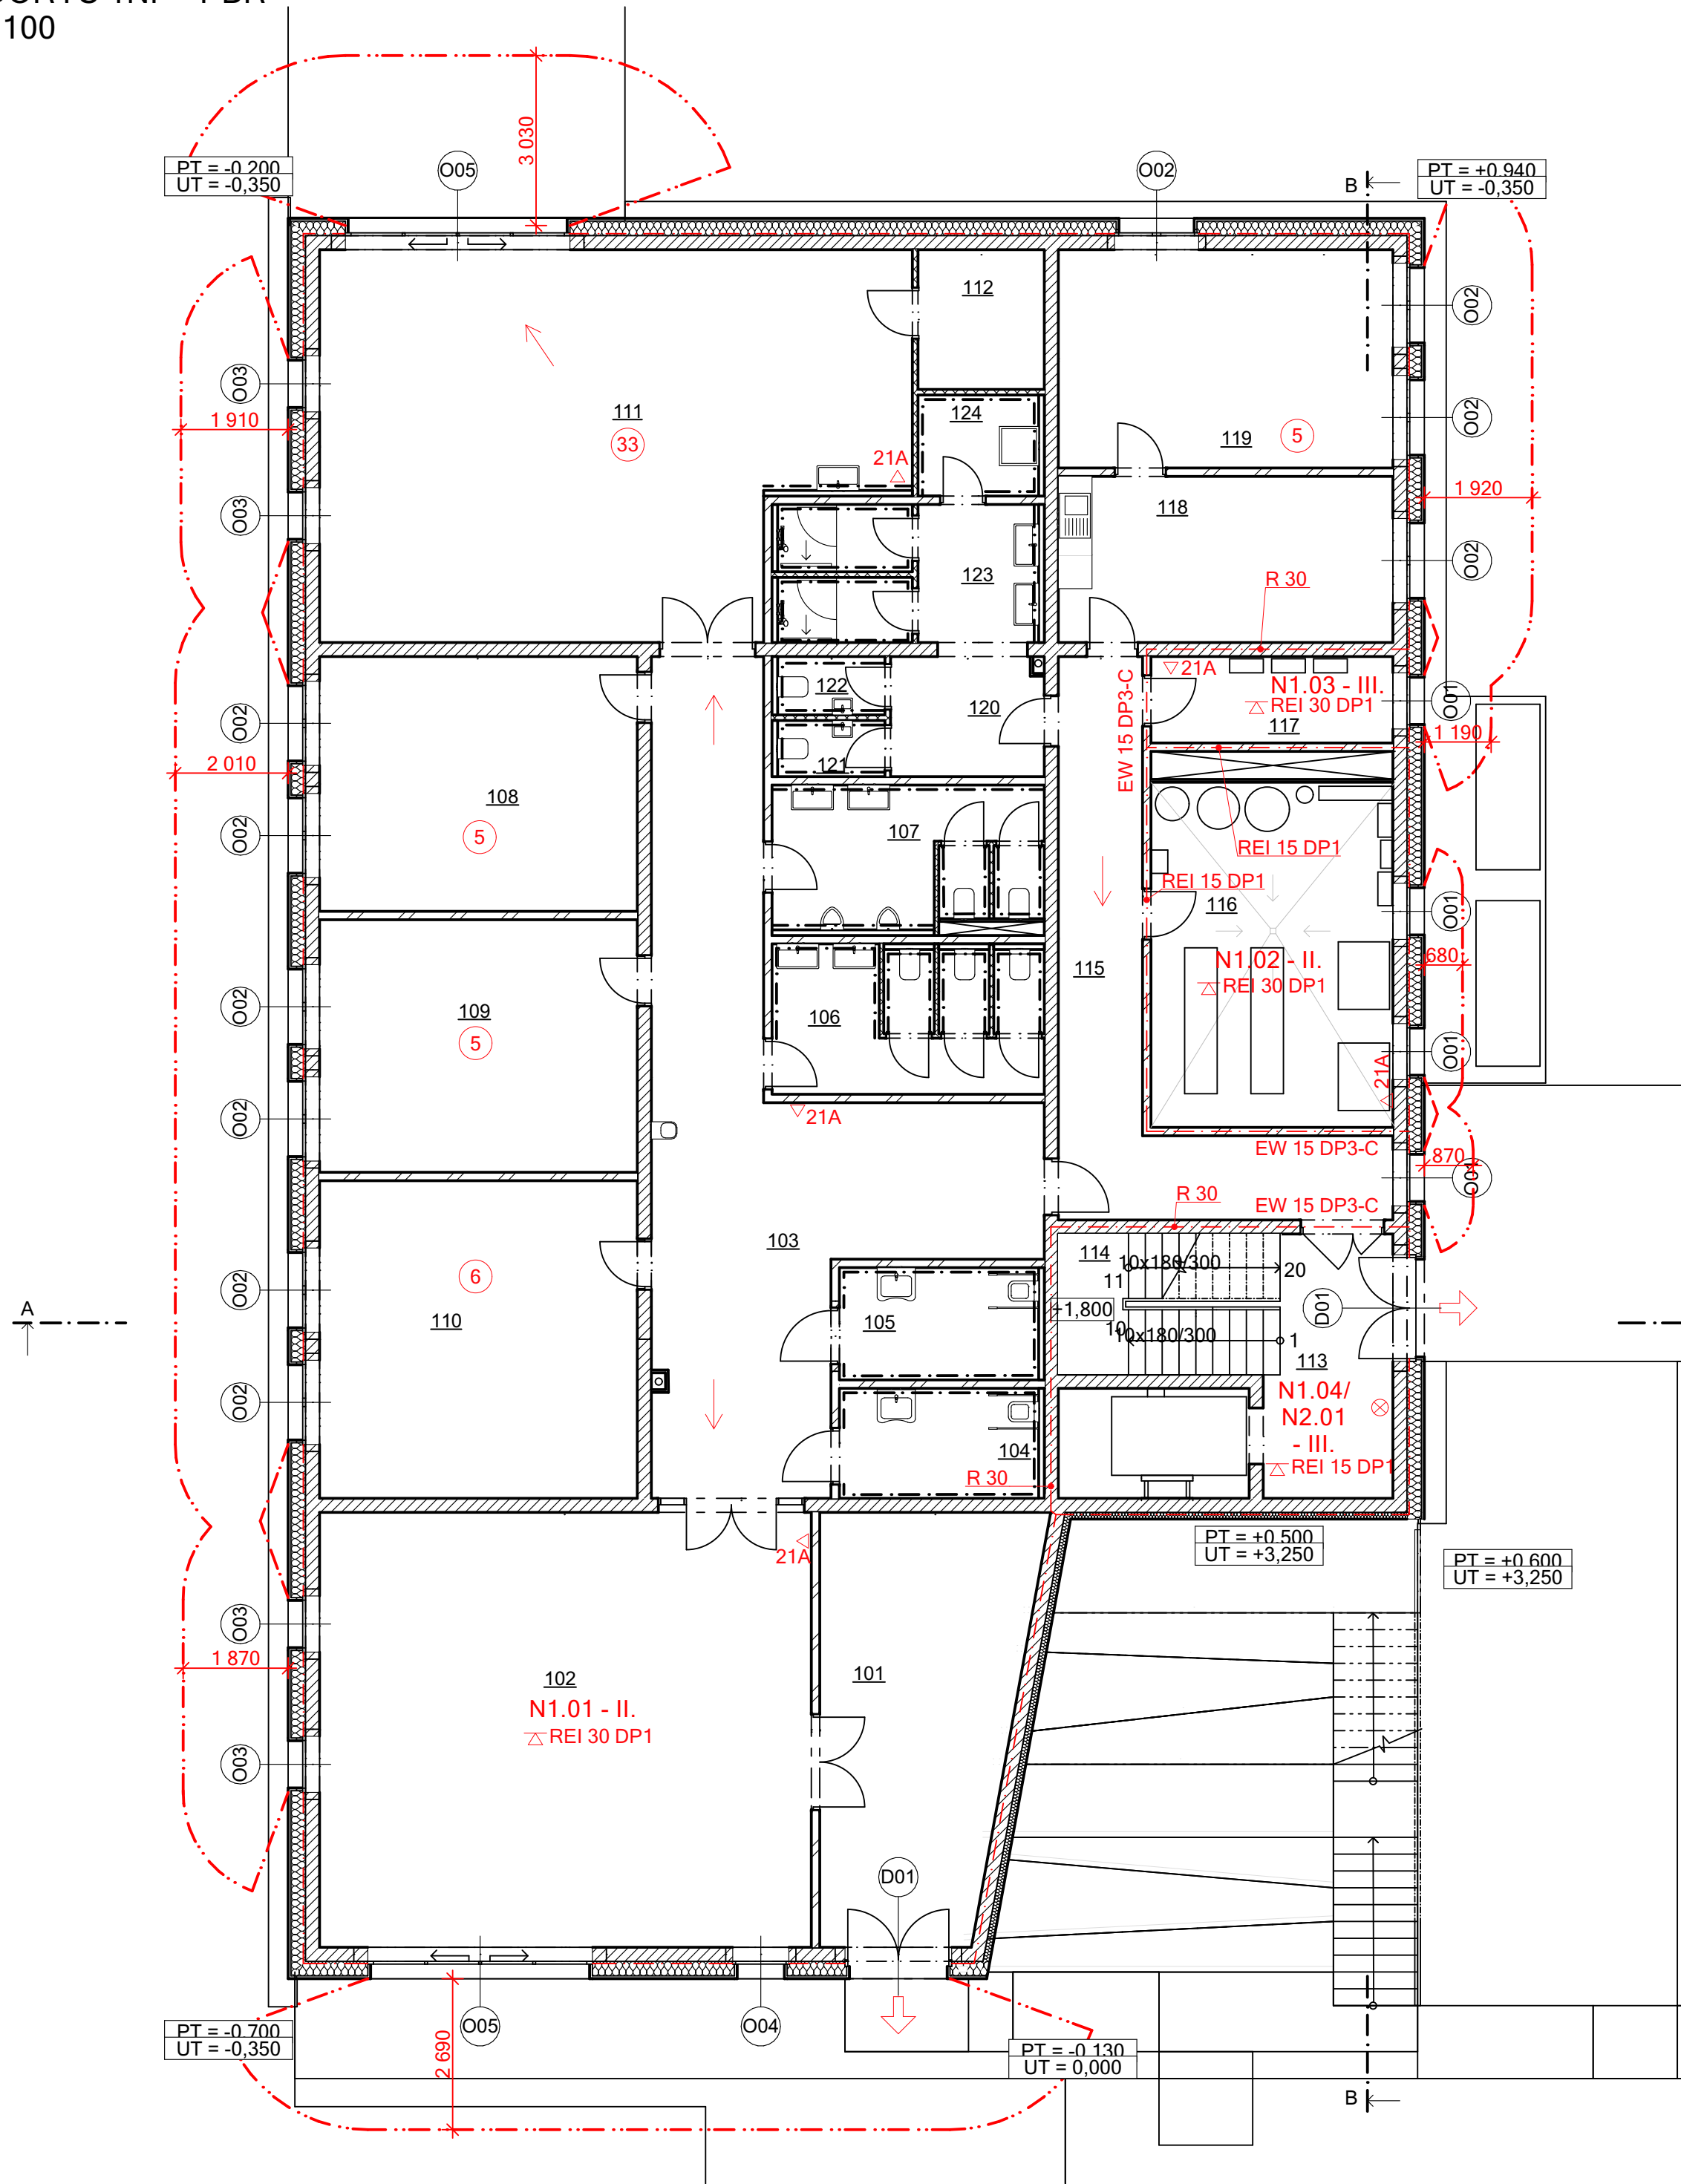 100
3 030
PT = -0,200
UT = -0,350
O05
O02
B
PT = +0,940
UT = -0,350
112
O02
O03
111
124
O02
1 910
33
119
5
21A
1 920
O03
118
123
O02
R 30
21A
N1.03 - III.
REI 30 DP1
117
122
120
EW 15 DP3-C
O01
O02
1 190
121
2 010
108
5
107
O02
REI 15 DP1
REI 15 DP1
116
O01
N1.02 - II.
REI 30 DP1
680
115
O02
109
5
106
O01
21A
21A
O02
EW 15 DP3-C
870
O01
R 30
EW 15 DP3-C
103
114
10x180/300
20
11
6
O02
A
+1,800
D01
110
105
10
10x180/300
1
113
N1.04/
N2.01
- III.
REI 15 DP1
O02
104
R 30
PT = +0,500
UT = +3,250
PT = +0,600
UT = +3,250
21A
O03
1 870
102
N1.01 - II.
REI 30 DP1
101
O03
D01
O05
O04
PT = -0,700
UT = -0,350
2 690
PT = -0,130
UT = 0,000
B